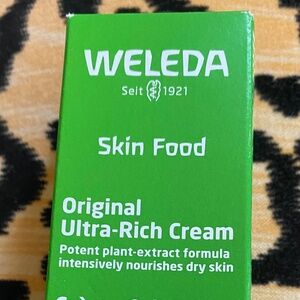 WELEDA
Seit 1921
Skin Food
Original
Ultra-Rich Cream
Potent plant-extract formula
intensively nourishes dry skin